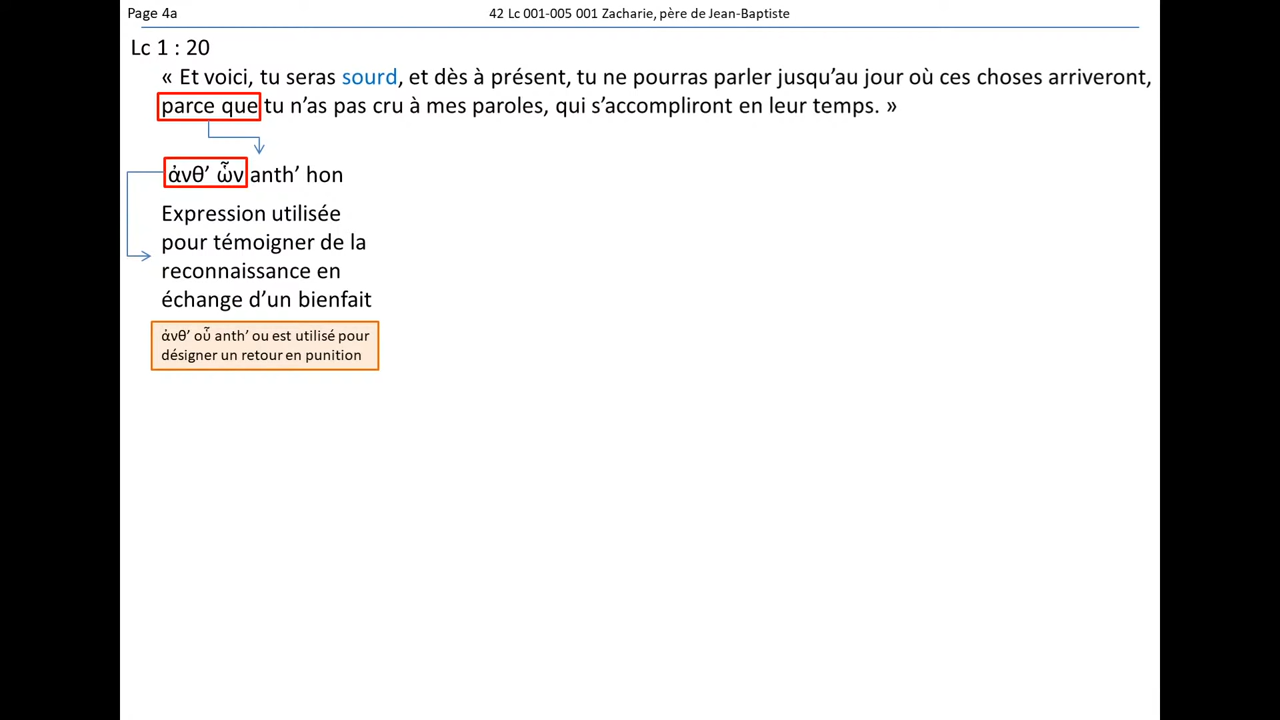 Page 4a
42 Lc 001-005 001 Zacharie, père de Jean-Baptiste
Lc 1 : 20
« Et voici, tu seras sourd, et dès à présent, tu ne pourras parler jusqu’au jour où ces choses arriveront,
parce que tu n’as pas cru à mes paroles, qui s’accompliront en leur temps. »
ἀνθ’ ὧν anth’ hon
Expression utilisée
pour témoigner de la
reconnaissance en
échange d’un bienfait
ἀνθ’ οὗ anth’ ou est utilisé pour
désigner un retour en punition